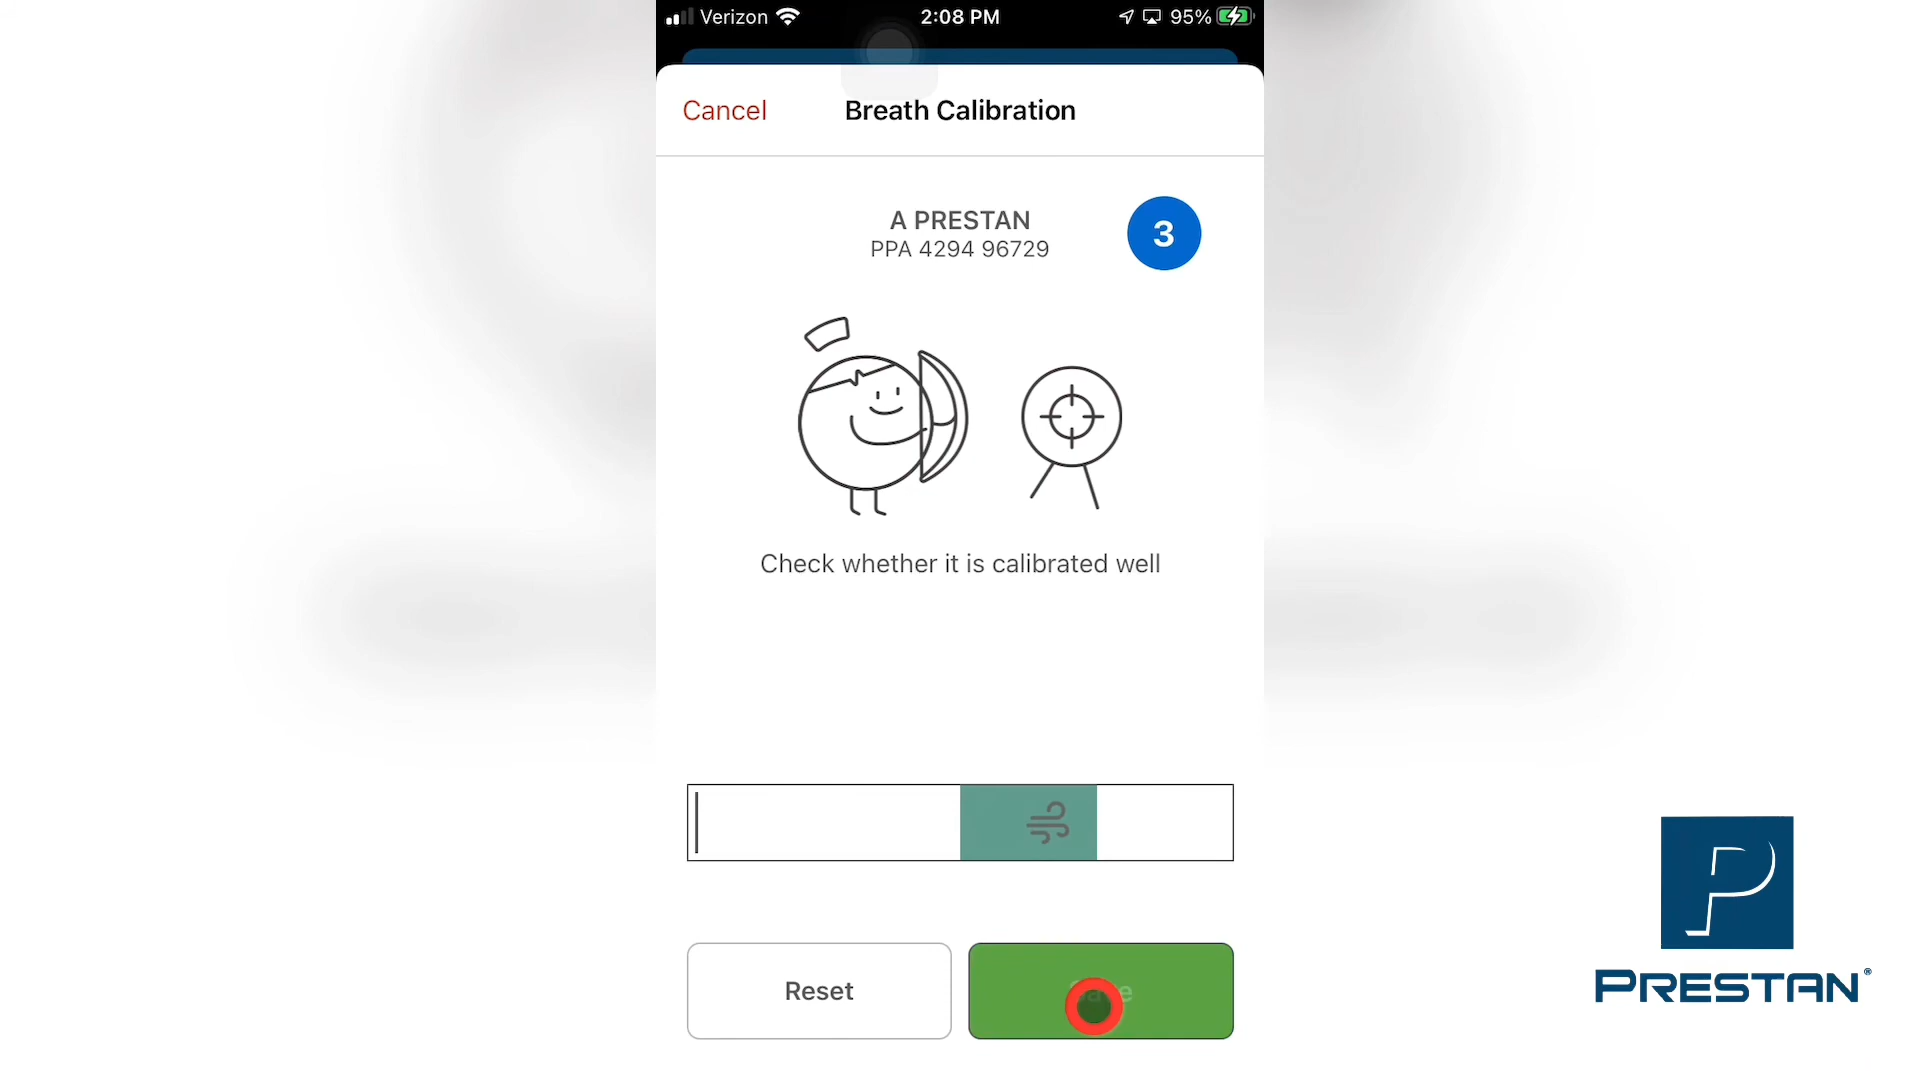 Verizon 2:08 PM 95%
Cancel Breath Calibration
A PRESTAN
PPA 4294 96729
3
Check whether it is calibrated well
Reset
P
PRESTAN®